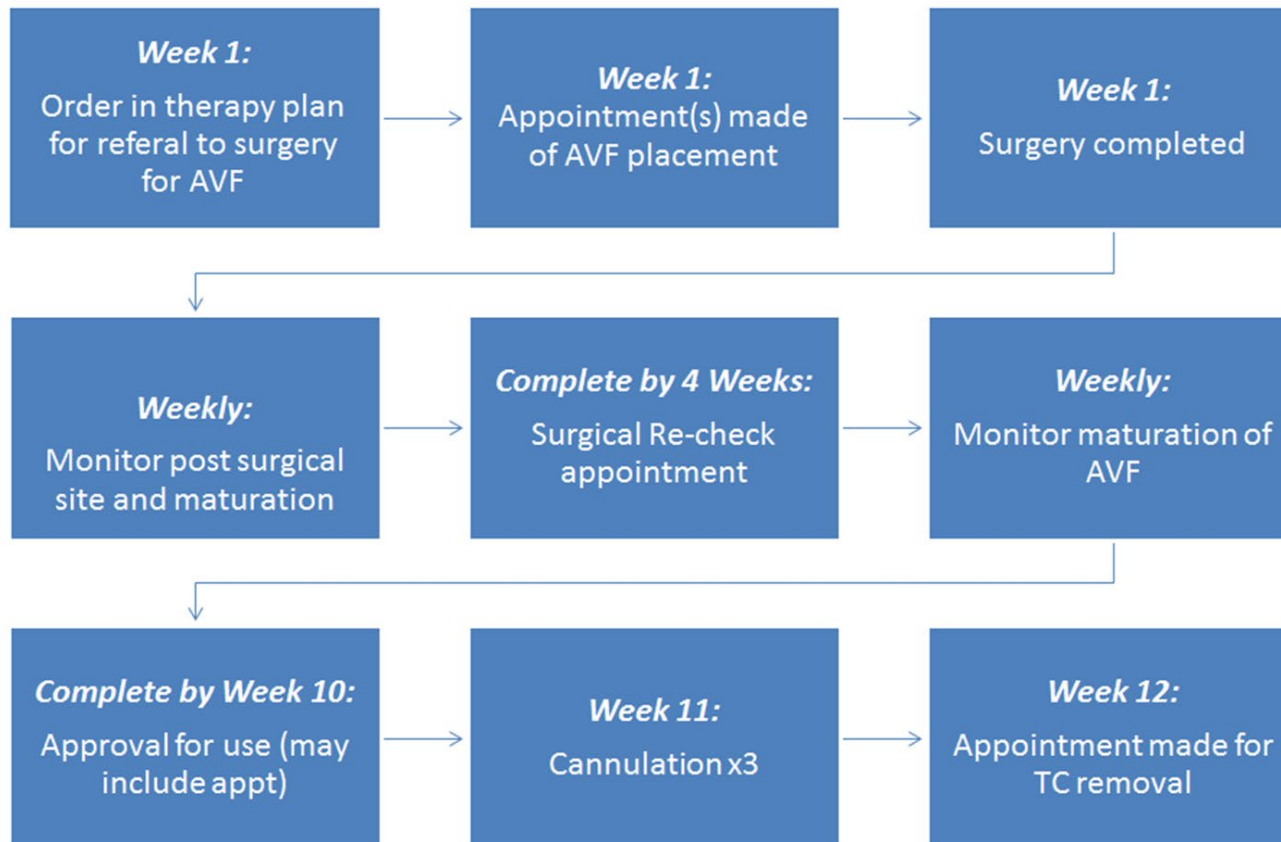 Week 1:
Order in therapy plan
for referal to surgery
for AVF
Week 1:
Appointment(s) made
of AVF placement
Week 1:
Surgery completed
Weekly:
Monitor post surgical
site and maturation
Complete by 4 Weeks:
Surgical Re-check
appointment
Weekly:
Monitor maturation of
AVF
Complete by Week 10:
Approval for use (may
include appt)
Week 11:
Cannulation x3
Week 12:
Appointment made for
TC removal